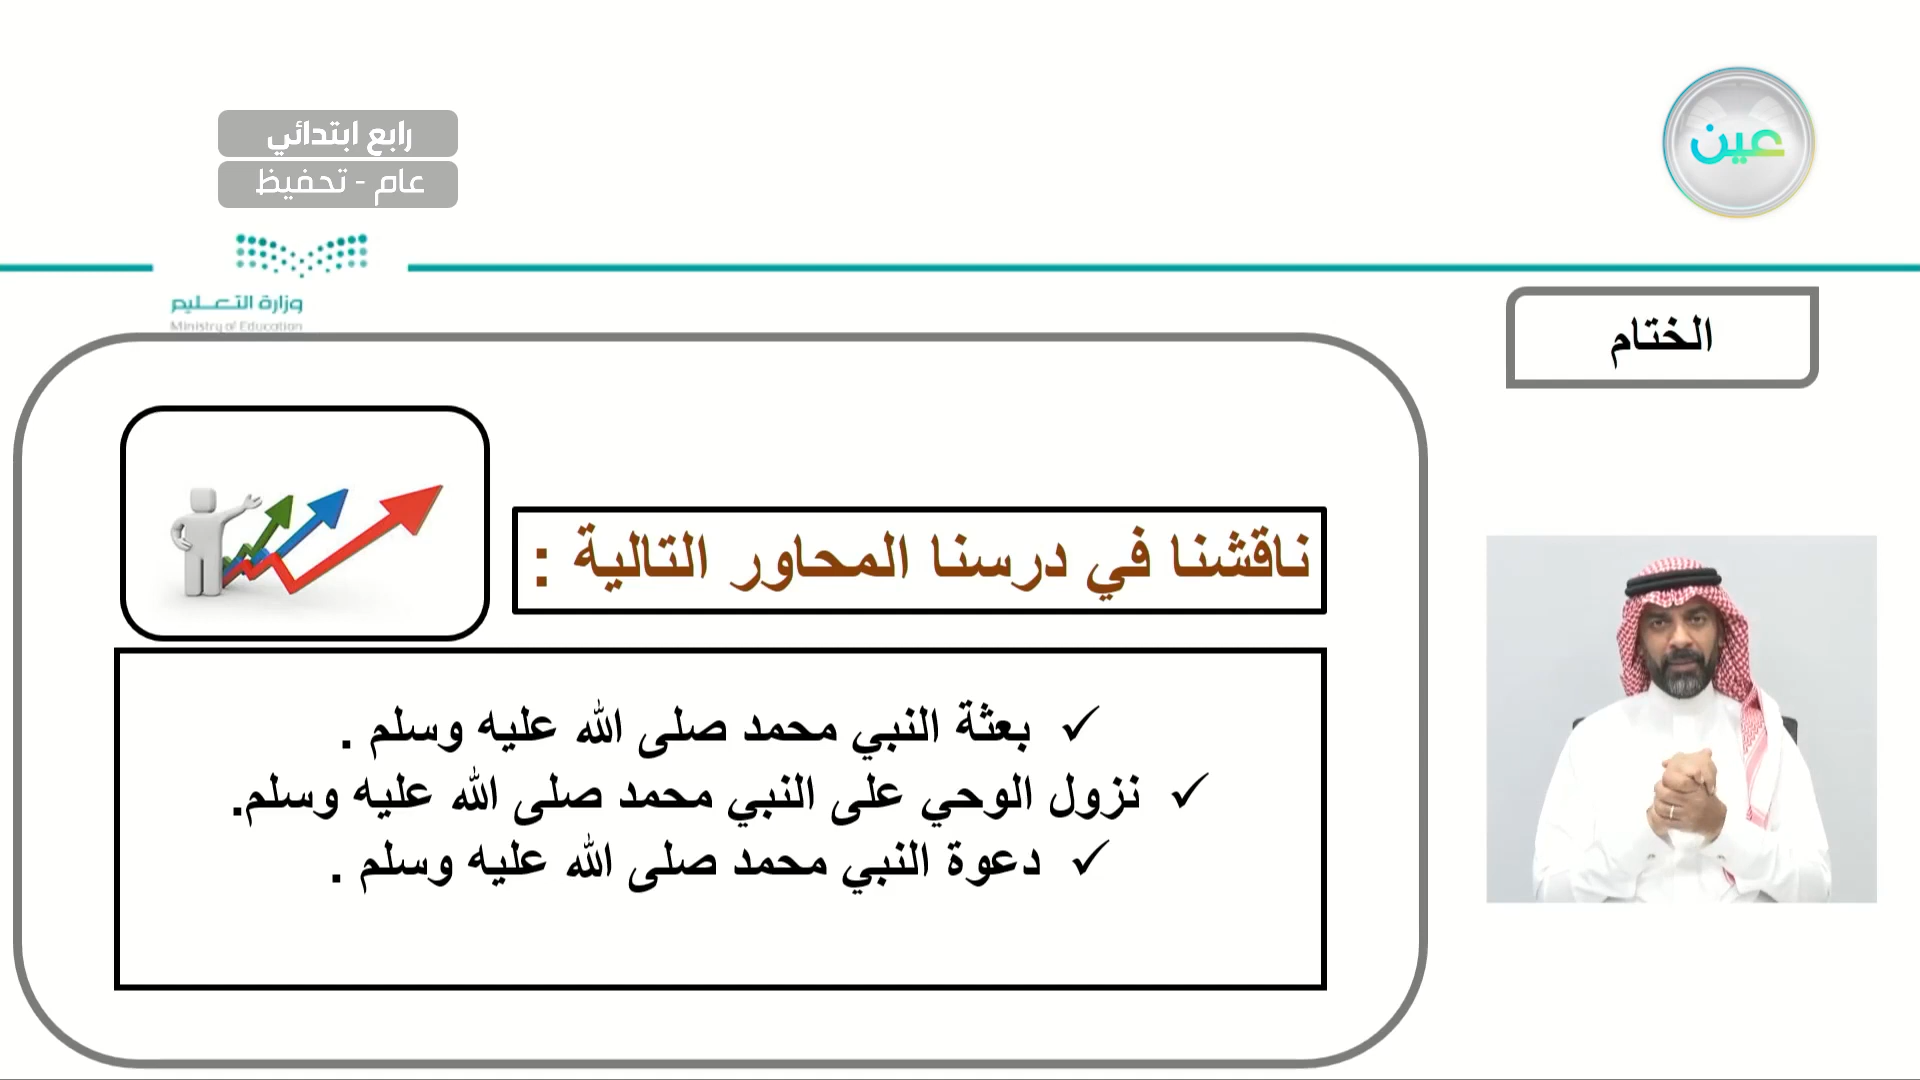 رابع ابتدائي
عام - تحفيظ
عين
وزارة التعليم
Ministry of Education
الختام
ناقشنا في درسنا المحاور التالية :
✓ بعثة النبي محمد صلى الله عليه وسلم .
✓ نزول الوحي على النبي محمد صلى الله عليه وسلم.
✓ دعوة النبي محمد صلى الله عليه وسلم .